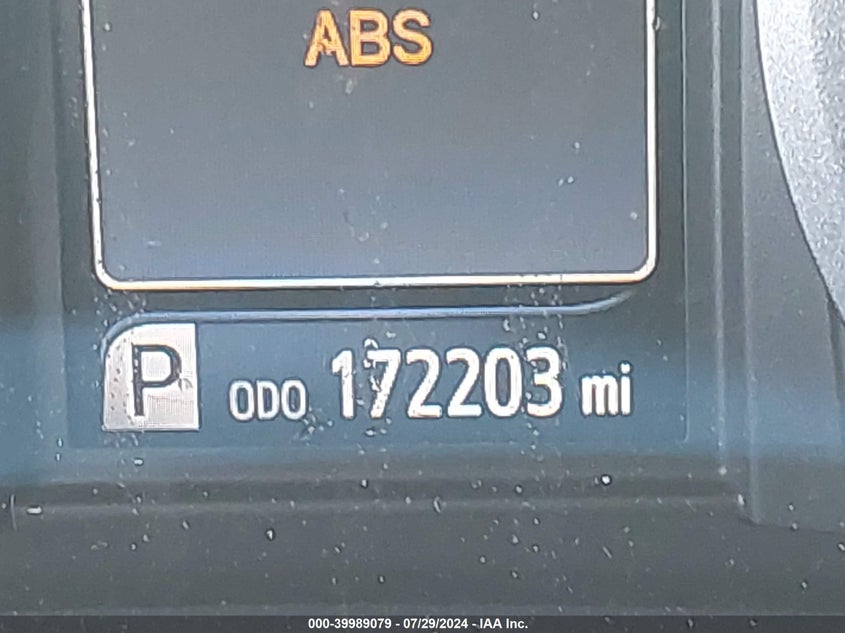 ABS
P ODO 172203 mi
000-39989079 - 07/29/2024 - IAA Inc.